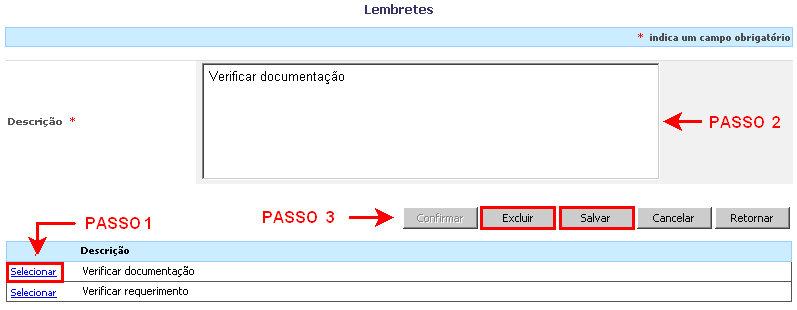 Lembretes
* indica um campo obrigatório
Verificar documentação
Descrição *
PASSO 2
PASSO 1
PASSO 3
Confirmar Excluir Salvar Cancelar Retornar
Descrição
Selecionar Verificar documentação
Selecionar Verificar requerimento